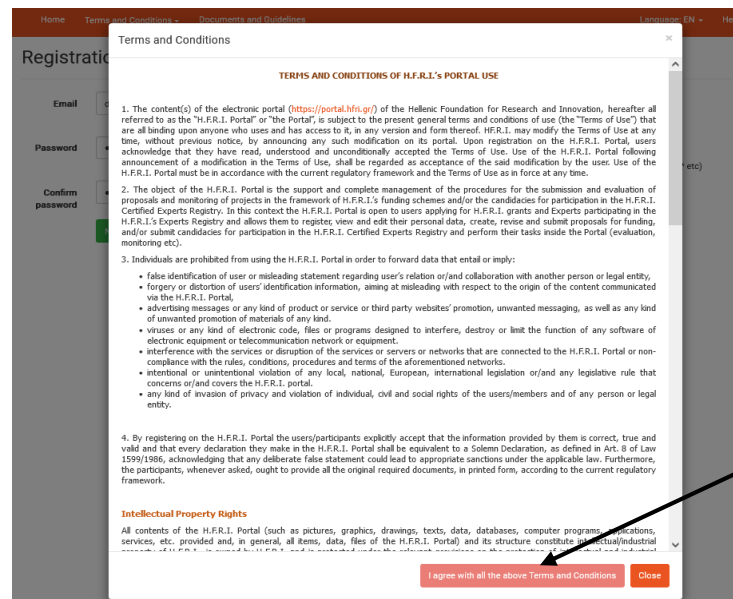 Home Terms and Conditions Documents and Guidelines Language: EN He
Terms and Conditions ×
Registratio
TERMS AND CONDITIONS OF H.F.R.I.'s PORTAL USE
Email
Password
etc)
Confirm
password
1. The content(s) of the electronic portal (https://portal.hfri.gr/) of the Hellenic Foundation for Research and Innovation, hereafter all
referred to as the "H.F.R.I. Portal" or "the Portal", is subject to the present general terms and conditions of use (the "Terms of Use") that
are all binding upon anyone who uses and has access to it, in any version and form thereof. HF.R.I. may modify the Terms of Use at any
time, without previous notice, by announcing any such modification on its portal. Upon registration on the H.F.R.I. Portal, users
acknowledge that they have read, understood and unconditionally accepted the Terms of Use. Use of the H.F.R.I. Portal following
announcement of a modification in the Terms of Use, shall be regarded as acceptance of the said modification by the user. Use of the
H.F.R.I. Portal must be in accordance with the current regulatory framework and the Terms of Use as in force at any time.
2. The object of the H.F.R.I. Portal is the support and complete management of the procedures for the submission and evaluation of
proposals and monitoring of projects in the framework of H.F.R.I.'s funding schemes and/or the candidacies for participation in the H.F.R.I.
Certified Experts Registry. In this context the H.F.R.I. Portal is open to users applying for H.F.R.I. grants and Experts participating in the
H.F.R.I.'s Experts Registry and allows them to register, view and edit their personal data, create, revise and submit proposals for funding,
and/or submit candidacies for participation in the H.F.R.I. Certified Experts Registry and perform their tasks inside the Portal (evaluation,
monitoring etc).
3. Individuals are prohibited from using the H.F.R.I. Portal in order to forward data that entail or imply:
• false identification of user or misleading statement regarding user's relation or/and collaboration with another person or legal entity,
• forgery or distortion of users' identification information, aiming at misleading with respect to the origin of the content communicated
via the H.F.R.I. Portal,
• advertising messages or any kind of product or service or third party websites' promotion, unwanted messaging, as well as any kind
of unwanted promotion of materials of any kind.
• viruses or any kind of electronic code, files or programs designed to interfere, destroy or limit the function of any software of
electronic equipment or telecommunication network or equipment.
• interference with the services or disruption of the services or servers or networks that are connected to the H.F.R.I. Portal or non-
compliance with the rules, conditions, procedures and terms of the aforementioned networks.
• intentional or unintentional violation of any local, national, European, international legislation or/and any legislative rule that
concerns or/and covers the H.F.R.I. portal.
• any kind of invasion of privacy and violation of individual, civil and social rights of the users/members and of any person or legal
entity.
4. By registering on the H.F.R.I. Portal the users/participants explicitly accept that the information provided by them is correct, true and
valid and that every declaration they make in the H.F.R.I. Portal shall be equivalent to a Solemn Declaration, as defined in Art. 8 of Law
1599/1986, acknowledging that any deliberate false statement could lead to appropriate sanctions under the applicable law. Furthermore,
the participants, whenever asked, ought to provide all the original required documents, in printed form, according to the current regulatory
framework.
Intellectual Property Rights
All contents of the H.F.R.I. Portal (such as pictures, graphics, drawings, texts, data, databases, computer programs, applications,
services, etc. provided and, in general, all items, data, files of the H.F.R.I. Portal) and its structure constitute intellectual/industrial
I agree with all the above Terms and Conditions Close